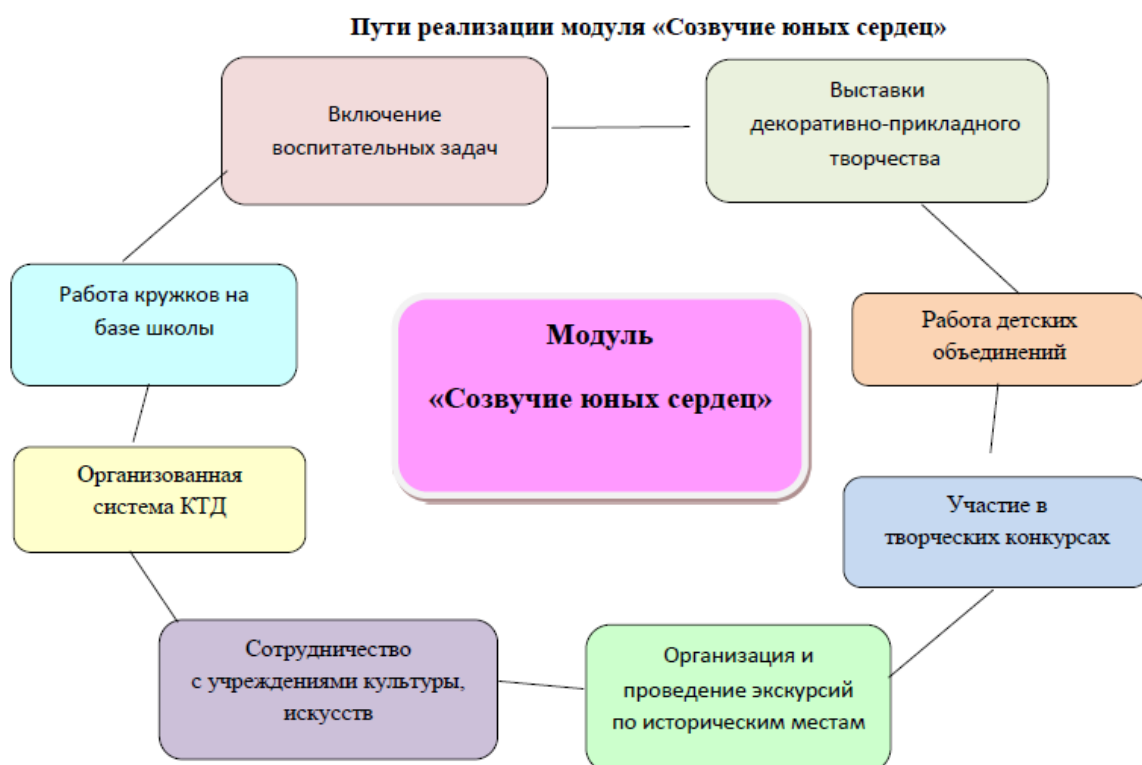 Пути реализации модуля «Созвучие юных сердец»
Включение
воспитательных задач
Выставки
декоративно-прикладного
творчества
Работа кружков на
базе школы
Модуль
«Созвучие юных сердец»
Работа детских
объединений
Организованная
система КТД
Участие в
творческих конкурсах
Сотрудничество
с учреждениями культуры,
искусств
Организация и
проведение экскурсий
по историческим местам